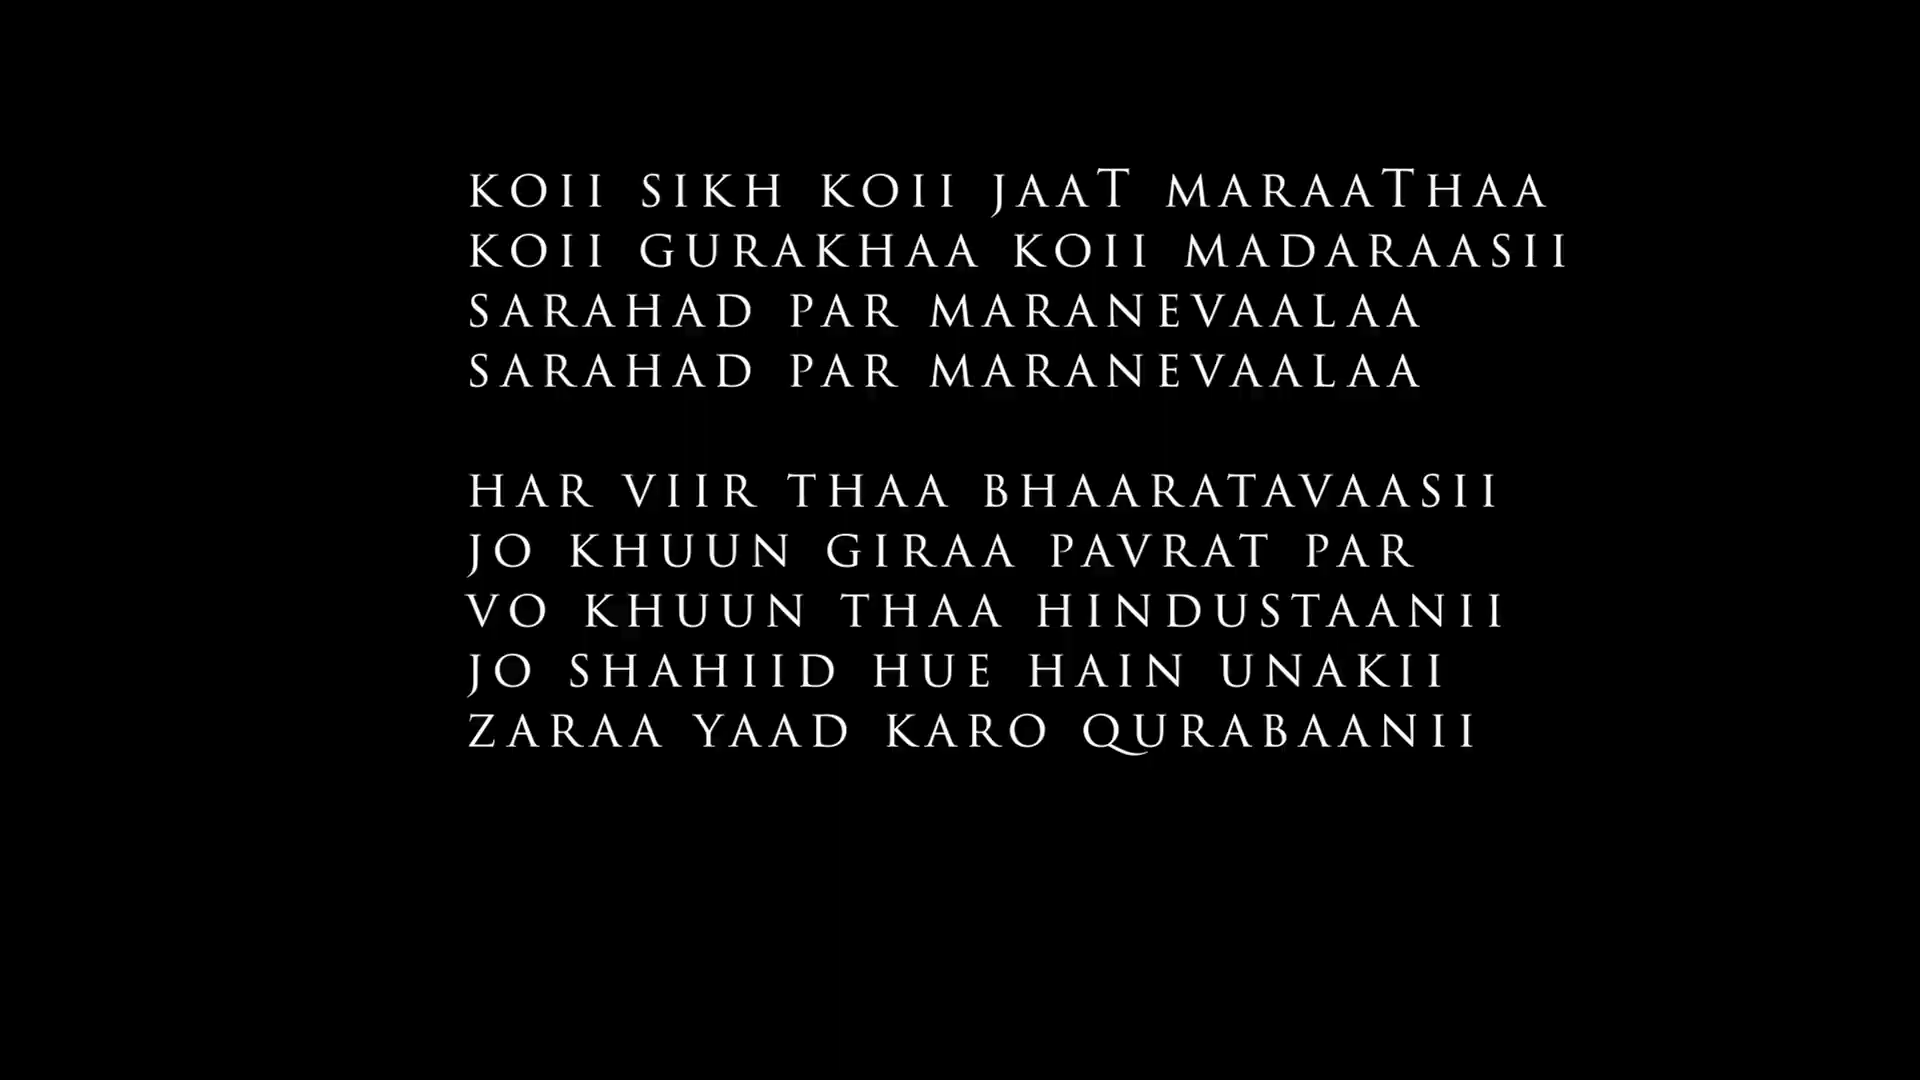 KOII SIKH KOII JAAT MARAATHAA
KOII GURAKHAA KOII MADARAASII
SARAHAD PAR MARANEVAALAA
SARAHAD PAR MARANEVAALAA
HAR VIIR THAA BHAARATAVAASII
JO KHUUN GIRAA PAVRAT PAR
VO KHUUN THAA HINDUSTAANII
JO SHAHIID HUE HAIN UNAKII
ZARAA YAAD KARO QURABAANII